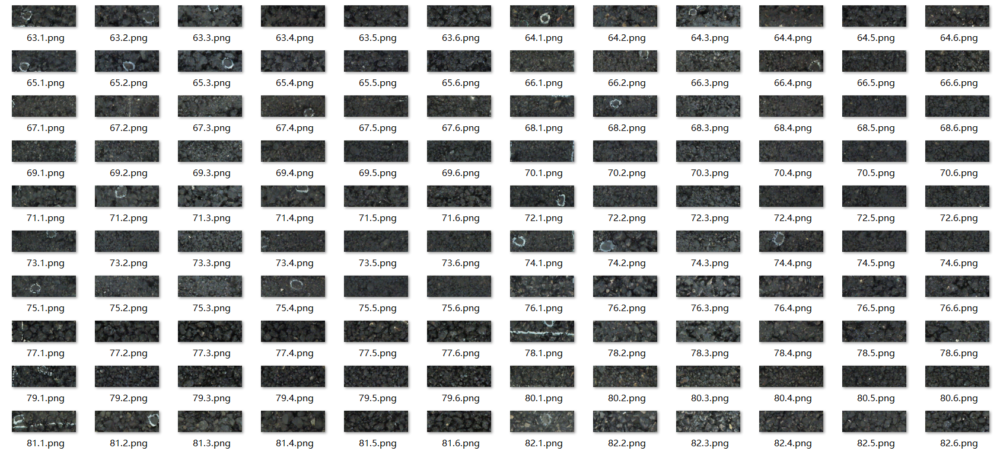 63.1.png 63.2.png 63.3.png 63.4.png 63.5.png 63.6.png 64.1.png 64.2.png 64.3.png 64.4.png 64.5.png 64.6.png
65.1.png 65.2.png 65.3.png 65.4.png 65.5.png 65.6.png 66.1.png 66.2.png 66.3.png 66.4.png 66.5.png 66.6.png
67.1.png 67.2.png 67.3.png 67.4.png 67.5.png 67.6.png 68.1.png 68.2.png 68.3.png 68.4.png 68.5.png 68.6.png
69.1.png 69.2.png 69.3.png 69.4.png 69.5.png 69.6.png 70.1.png 70.2.png 70.3.png 70.4.png 70.5.png 70.6.png
71.1.png 71.2.png 71.3.png 71.4.png 71.5.png 71.6.png 72.1.png 72.2.png 72.3.png 72.4.png 72.5.png 72.6.png
73.1.png 73.2.png 73.3.png 73.4.png 73.5.png 73.6.png 74.1.png 74.2.png 74.3.png 74.4.png 74.5.png 74.6.png
75.1.png 75.2.png 75.3.png 75.4.png 75.5.png 75.6.png 76.1.png 76.2.png 76.3.png 76.4.png 76.5.png 76.6.png
77.1.png 77.2.png 77.3.png 77.4.png 77.5.png 77.6.png 78.1.png 78.2.png 78.3.png 78.4.png 78.5.png 78.6.png
79.1.png 79.2.png 79.3.png 79.4.png 79.5.png 79.6.png 80.1.png 80.2.png 80.3.png 80.4.png 80.5.png 80.6.png
81.1.png 81.2.png 81.3.png 81.4.png 81.5.png 81.6.png 82.1.png 82.2.png 82.3.png 82.4.png 82.5.png 82.6.png